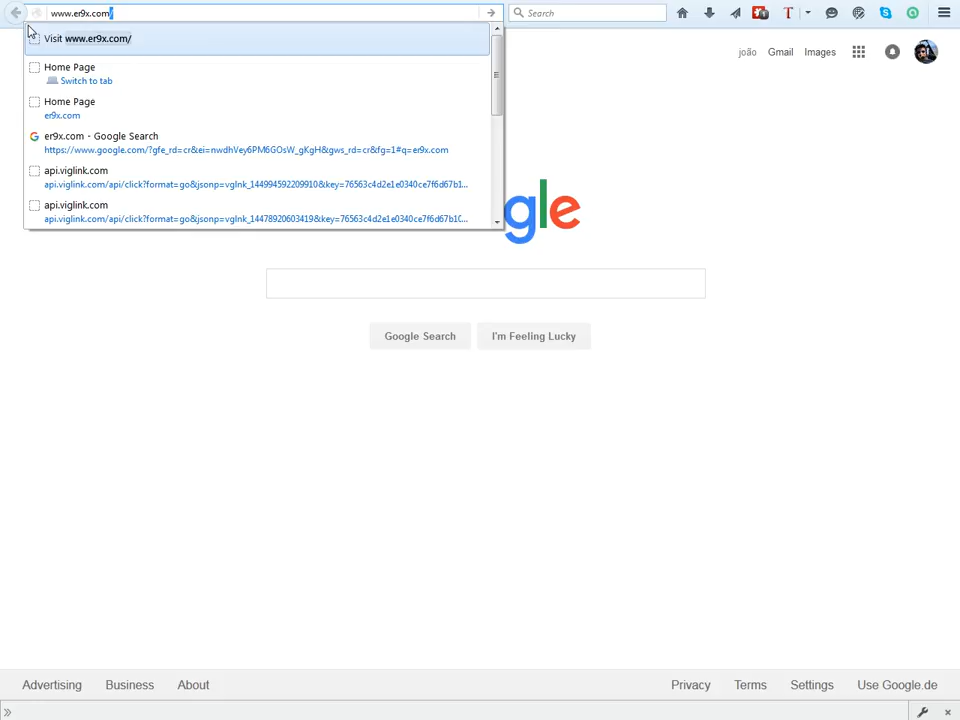 www.er9x.com/
Search
Visit www.er9x.com/
Home Page
Switch to tab
Home Page
er9x.com
er9x.com - Google Search
https://www.google.com/?gfe_rd=cr&ei=nwdhVey6PM6GOsW_gKgH&gws_rd=cr&fg=1#q=er9x.com
api.viglink.com
api.viglink.com/api/click?format=go&jsonp=vglnk_144994592209910&key=76563c4d2e1e0340ce7f6d67b1...
api.viglink.com
api.viglink.com/api/click?format=go&jsonp=vglnk_14478920603419&key=76563c4d2e1e0340ce7f6d67b10...
joão Gmail Images
gle
Google Search I'm Feeling Lucky
Advertising Business About Privacy Terms Settings Use Google.de